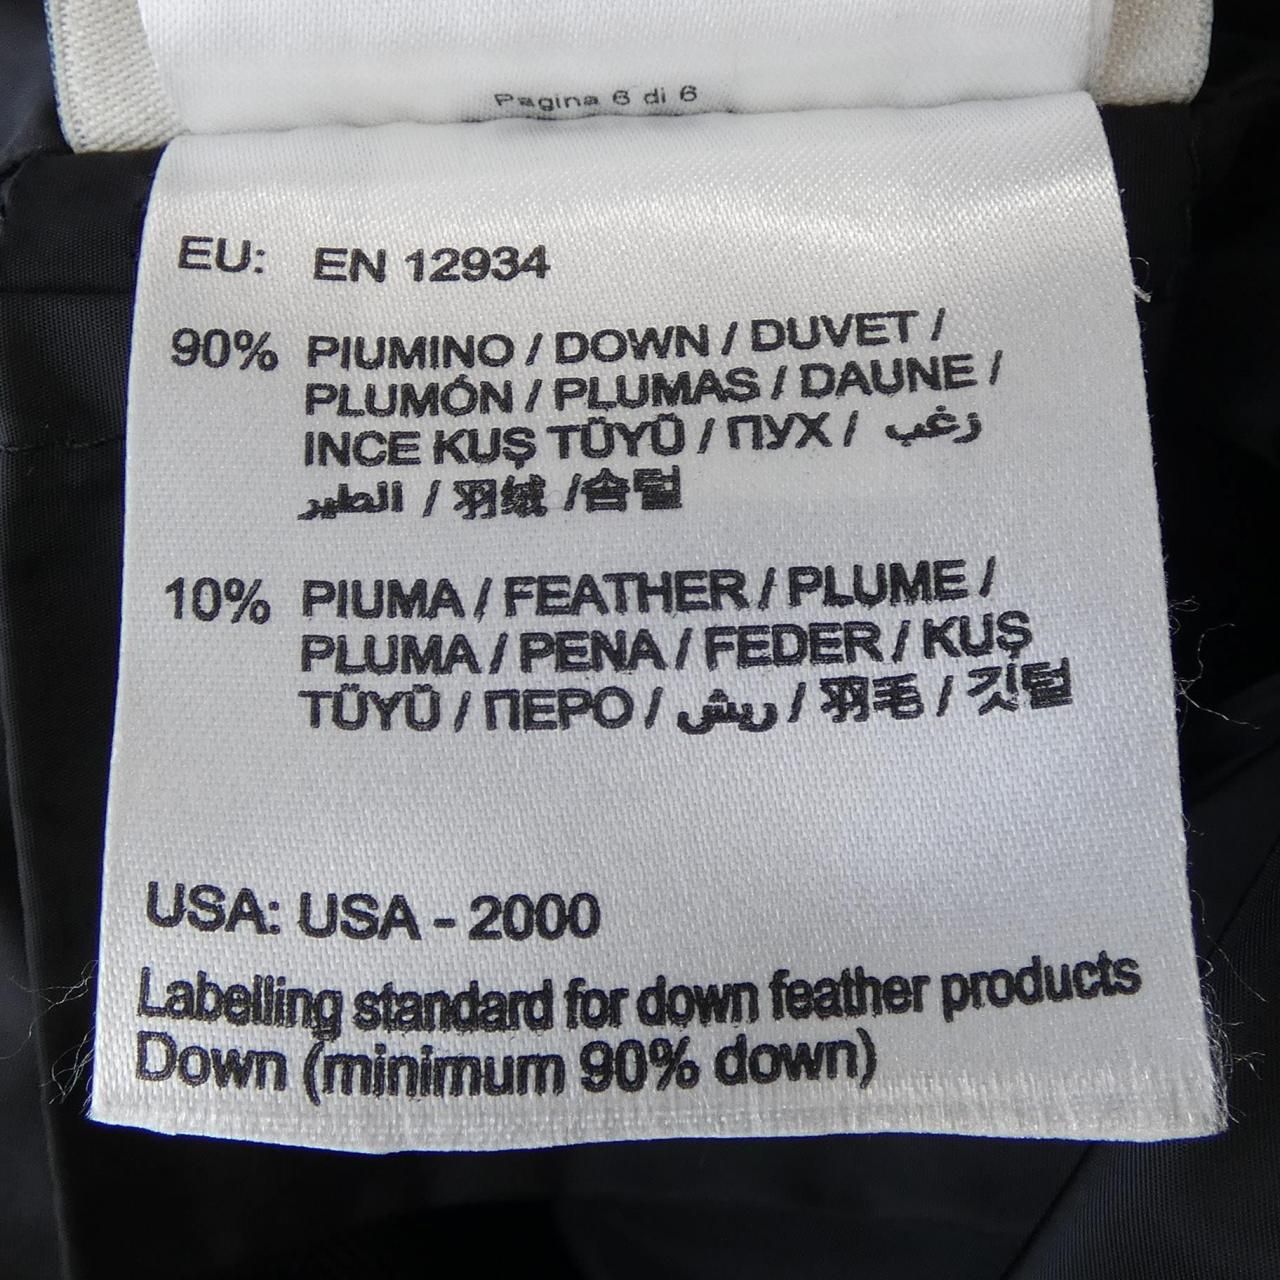 Pagina 6 di 6
EU: EN 12934
90% PIUMINO / DOWN / DUVET /
PLUMÓN / PLUMAS / DAUNE /
INCE KUŞ TÜYÜ / ПУХ / زغب
الطير / 羽绒 /솜털
10% PIUMA / FEATHER / PLUME /
PLUMA / PENA / FEDER / KUŞ
TÜYÜ / ПЕРО / ريش / 羽毛 / 깃털
USA: USA - 2000
Labelling standard for down feather products
Down (minimum 90% down)